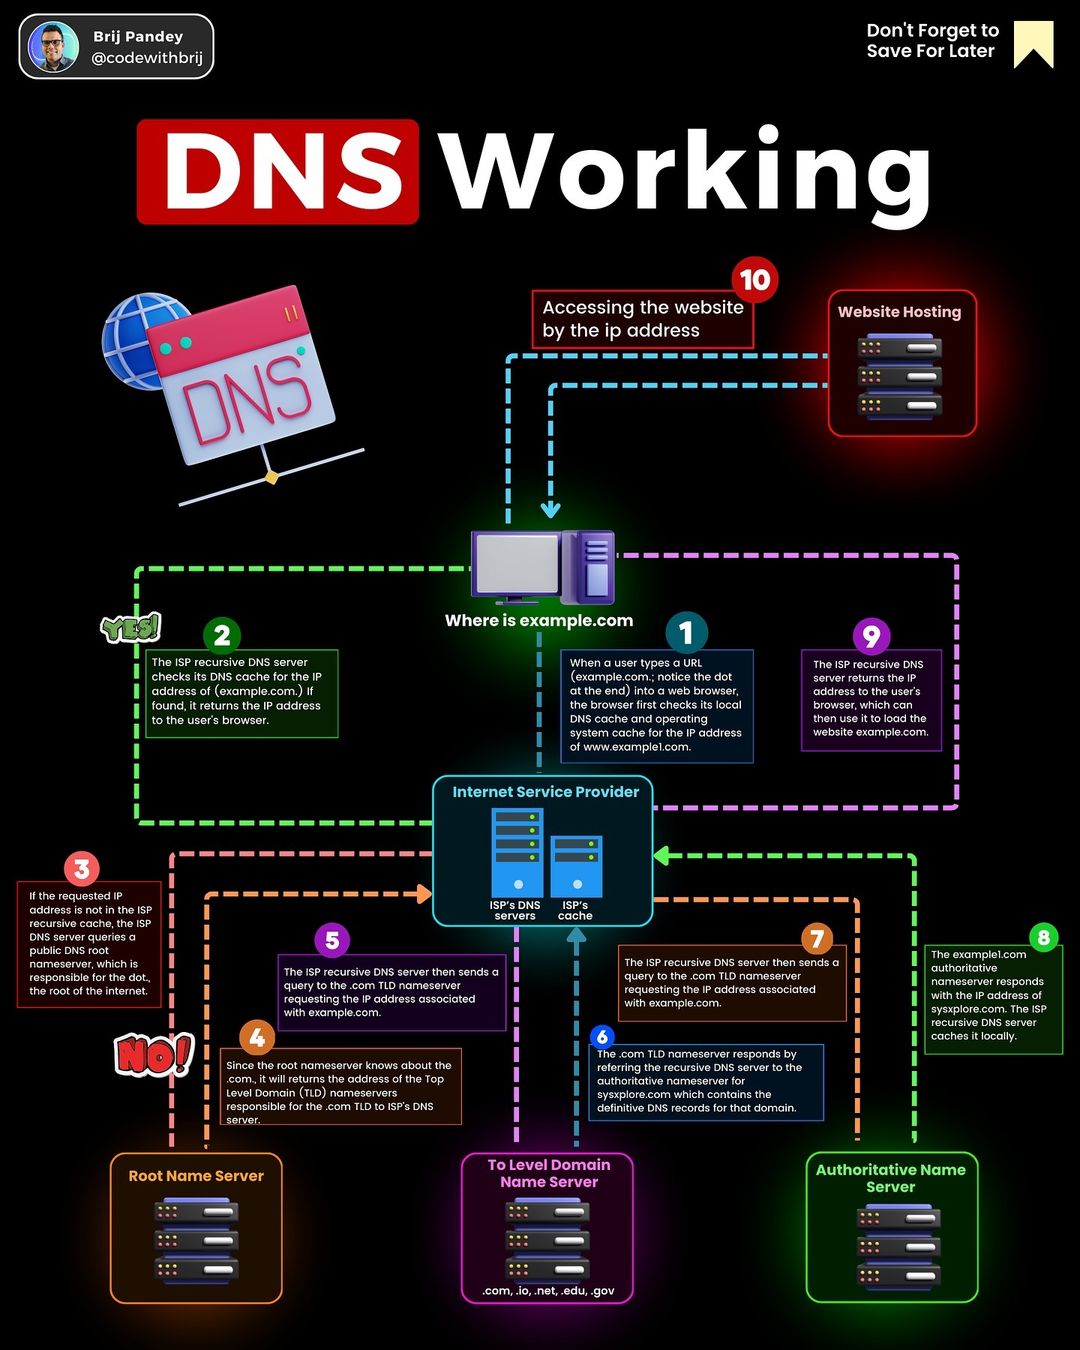 Brij Pandey
@codewithbrij
Don't Forget to
Save For Later
DNS Working
DNS
10
Accessing the website
by the ip address
Website Hosting
Where is example.com
YES!
2
The ISP recursive DNS server
checks its DNS cache for the IP
address of (example.com.) If
found, it returns the IP address
to the user's browser.
1
When a user types a URL
(example.com.; notice the dot
at the end) into a web browser,
the browser first checks its local
DNS cache and operating
system cache for the IP address
of www.example1.com.
9
The ISP recursive DNS
server returns the IP
address to the user's
browser, which can
then use it to load the
website example.com.
Internet Service Provider
ISP's DNS
servers
ISP's
cache
3
If the requested IP
address is not in the ISP
recursive cache, the ISP
DNS server queries a
public DNS root
nameserver, which is
responsible for the dot.,
the root of the internet.
NO!
5
The ISP recursive DNS server then sends a
query to the .com TLD nameserver
requesting the IP address associated
with example.com.
7
The ISP recursive DNS server then sends a
query to the .com TLD nameserver
requesting the IP address associated
with example.com.
8
The example1.com
authoritative
nameserver responds
with the IP address of
sysxplore.com. The ISP
recursive DNS server
caches it locally.
4
Since the root nameserver knows about the
.com., it will returns the address of the Top
Level Domain (TLD) nameservers
responsible for the .com TLD to ISP's DNS
server.
6
The .com TLD nameserver responds by
referring the recursive DNS server to the
authoritative nameserver for
sysxplore.com which contains the
definitive DNS records for that domain.
Root Name Server
To Level Domain
Name Server
.com, .io, .net, .edu, .gov
Authoritative Name
Server